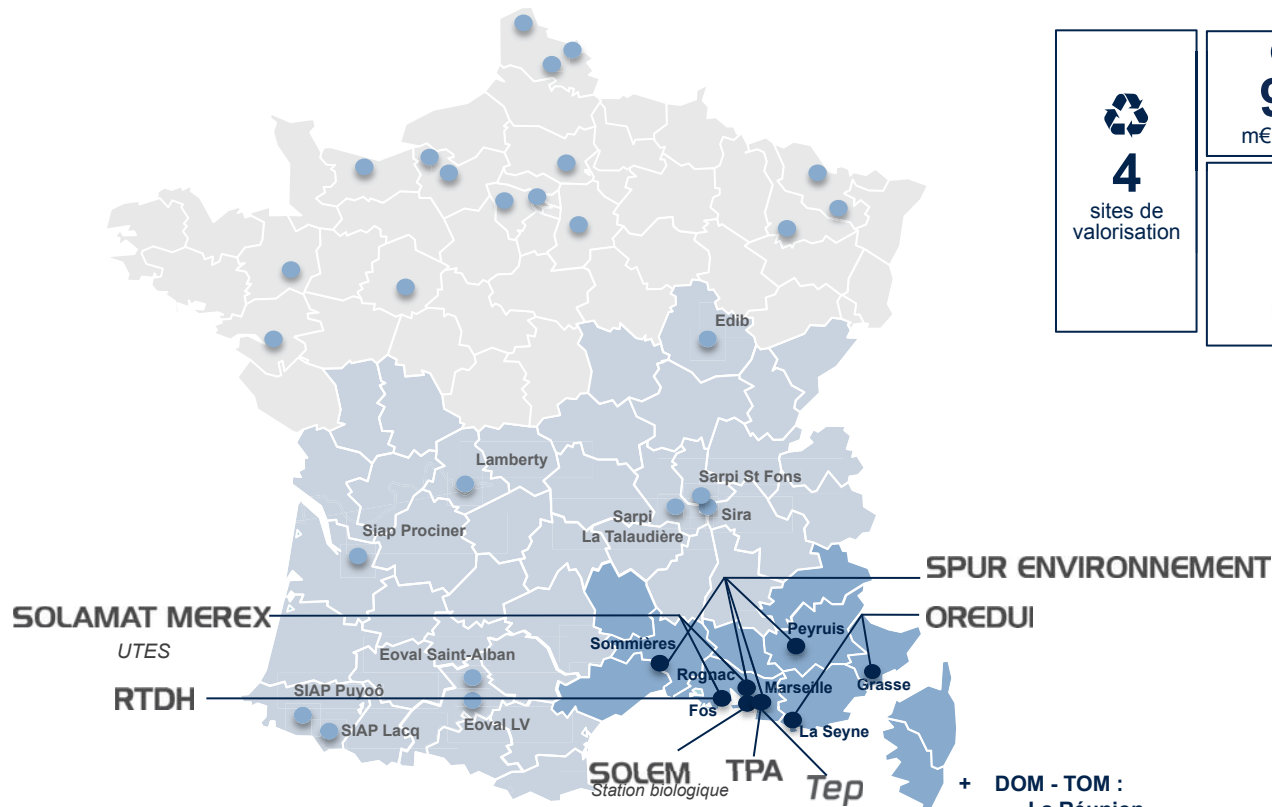 4
sites de
valorisation
m€
Edib
Lamberty
Sarpi St Fons
Siap Prociner
Sarpi
La Talaudière
Sira
SPUR ENVIRONNEMENT
SOLAMAT MEREX
UTES
OREDUI
Peyruis
Sommières
Eoval Saint-Alban
Rognac
Marseille
Grasse
RTDH
SIAP Puyoô
Fos
SIAP Lacq
Eoval LV
La Seyne
SOLEM
Station biologique
TPA
Tep
+ DOM - TOM :
La Réunion